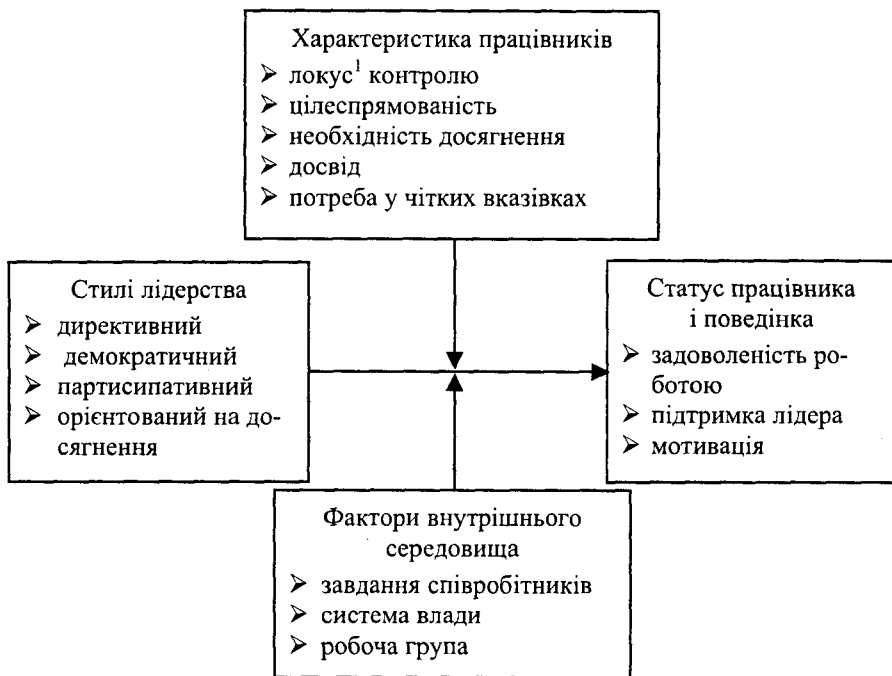 Характеристика працівників
➢ локус¹ контролю
➢ цілеспрямованість
➢ необхідність досягнення
➢ досвід
➢ потреба у чітких вказівках
Стилі лідерства
➢ директивний
➢ демократичний
➢ партисипативний
➢ орієнтований на до-
сягнення
Статус працівника
і поведінка
➢ задоволеність ро-
ботою
➢ підтримка лідера
➢ мотивація
Фактори внутрішнього
середовища
➢ завдання співробітників
➢ система влади
➢ робоча група